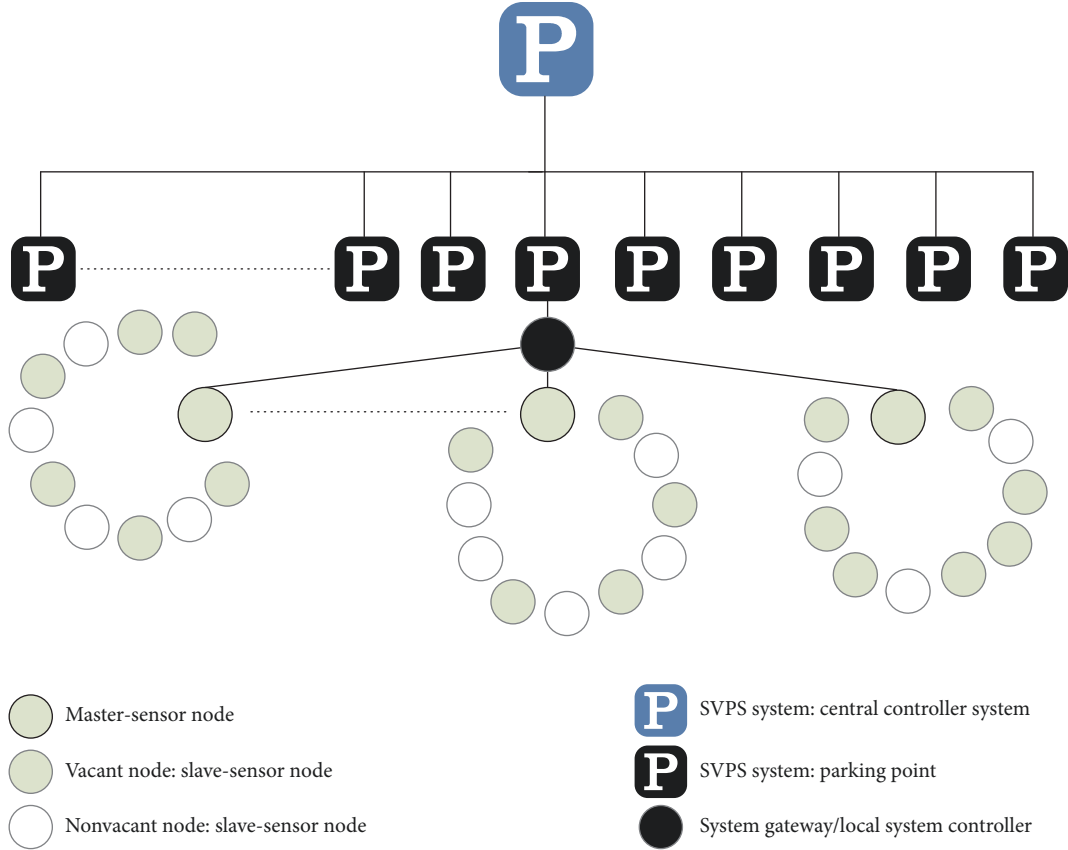 P
P P P P P P P P P
Master-sensor node
Vacant node: slave-sensor node
Nonvacant node: slave-sensor node
P SVPS system: central controller system
P SVPS system: parking point
System gateway/local system controller